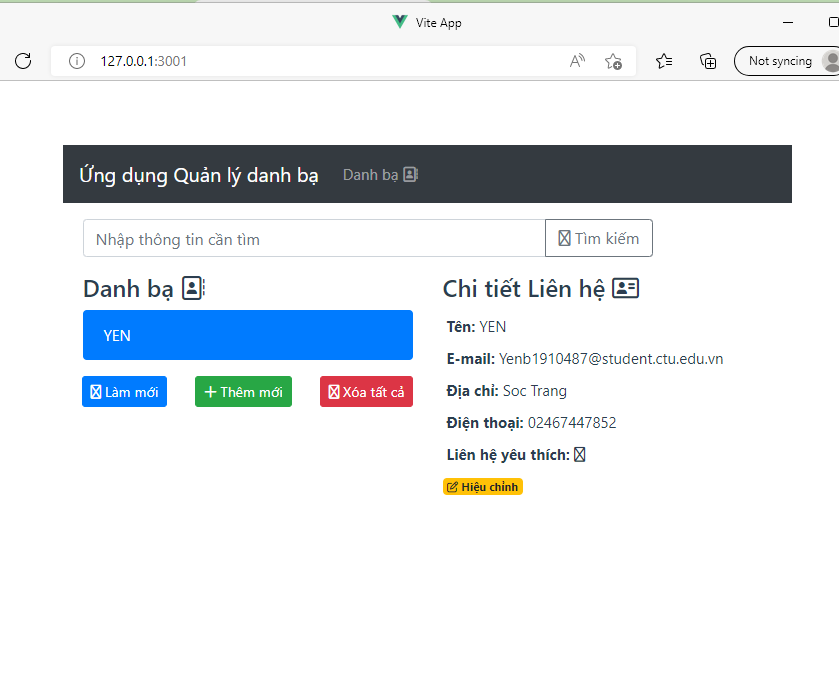 Vite App
127.0.0.1:3001
Not syncing
Ứng dụng Quản lý danh bạ Danh bạ
Nhập thông tin cần tìm Tìm kiếm
Danh bạ
YEN
Làm mới Thêm mới Xóa tất cả
Chi tiết Liên hệ
Tên: YEN
E-mail: Yenb1910487@student.ctu.edu.vn
Địa chỉ: Soc Trang
Điện thoại: 02467447852
Liên hệ yêu thích:
Hiệu chỉnh